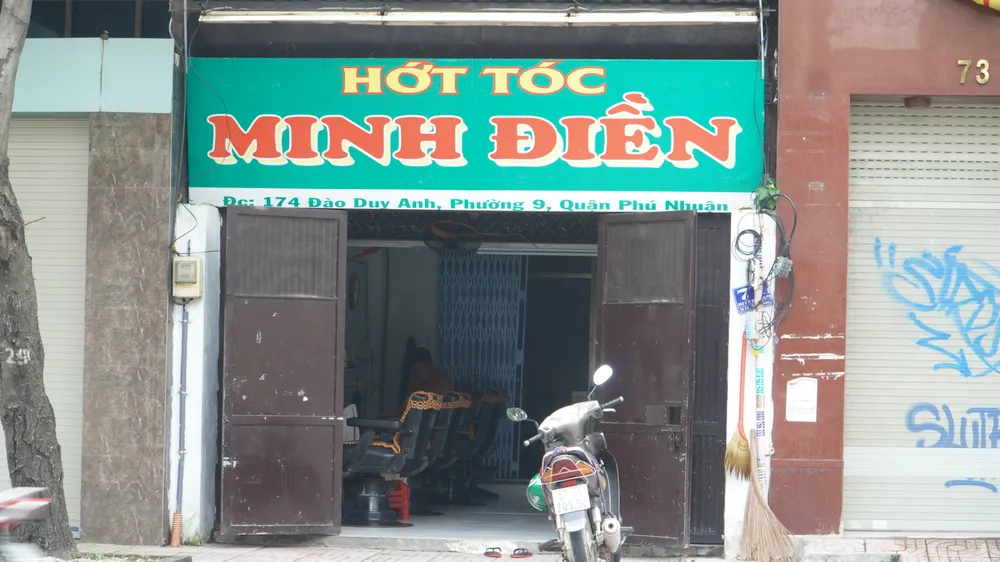 HỚT TÓC
MINH ĐIỀN
Đc: 174 Đào Duy Anh, Phường 9, Quận Phú Nhuận
73